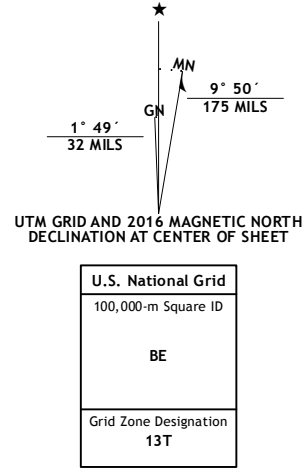 ★
MN
GN
9° 50´
175 MILS
1° 49´
32 MILS
UTM GRID AND 2016 MAGNETIC NORTH
DECLINATION AT CENTER OF SHEET
U.S. National Grid
100,000-m Square ID
BE
Grid Zone Designation
13T